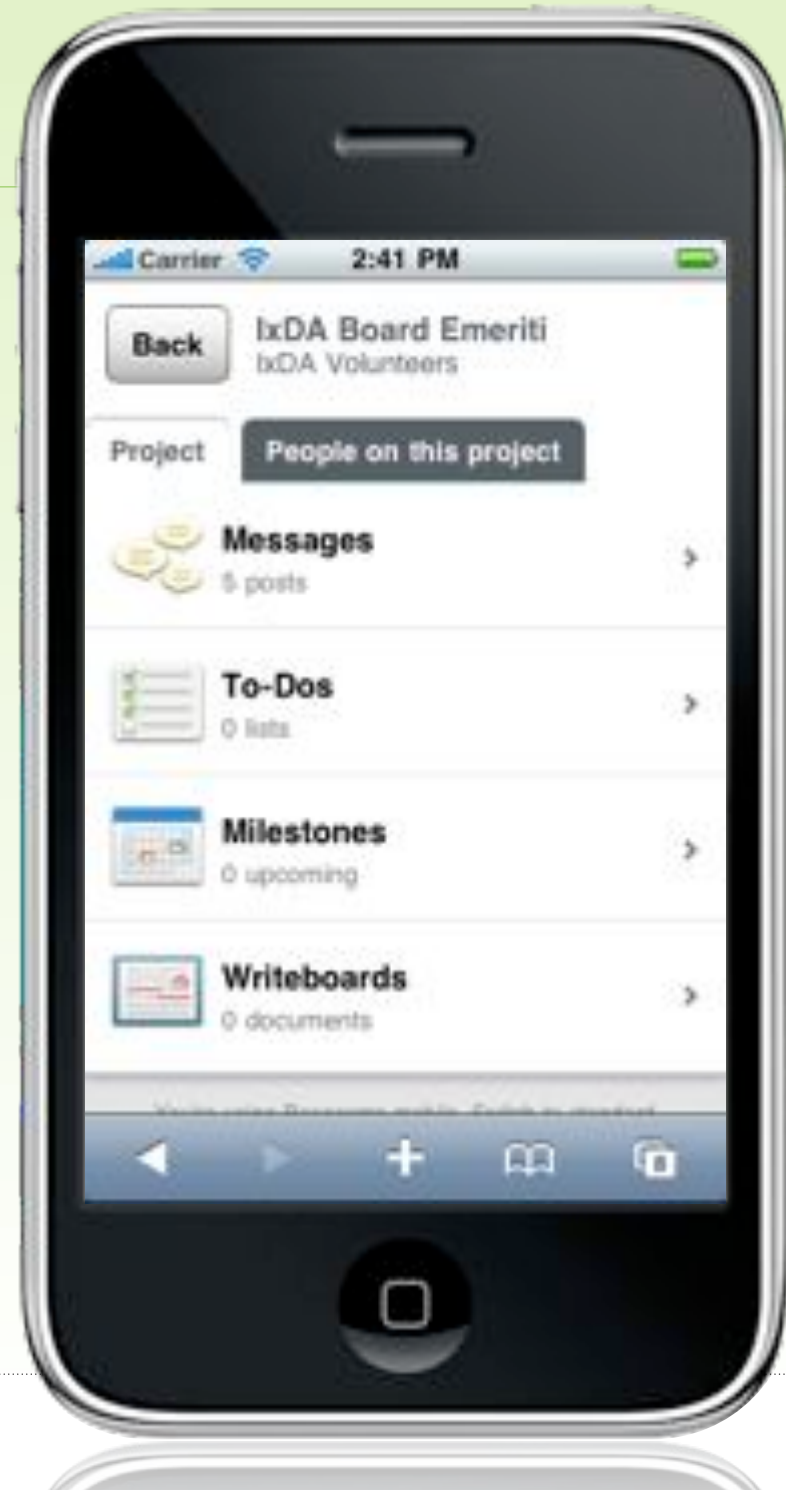 Carrier 2:41 PM
Back
IxDA Board Emeriti
IxDA Volunteers
Project People on this project
Messages
5 posts
To-Dos
0 lists
Milestones
0 upcoming
Writeboards
0 documents